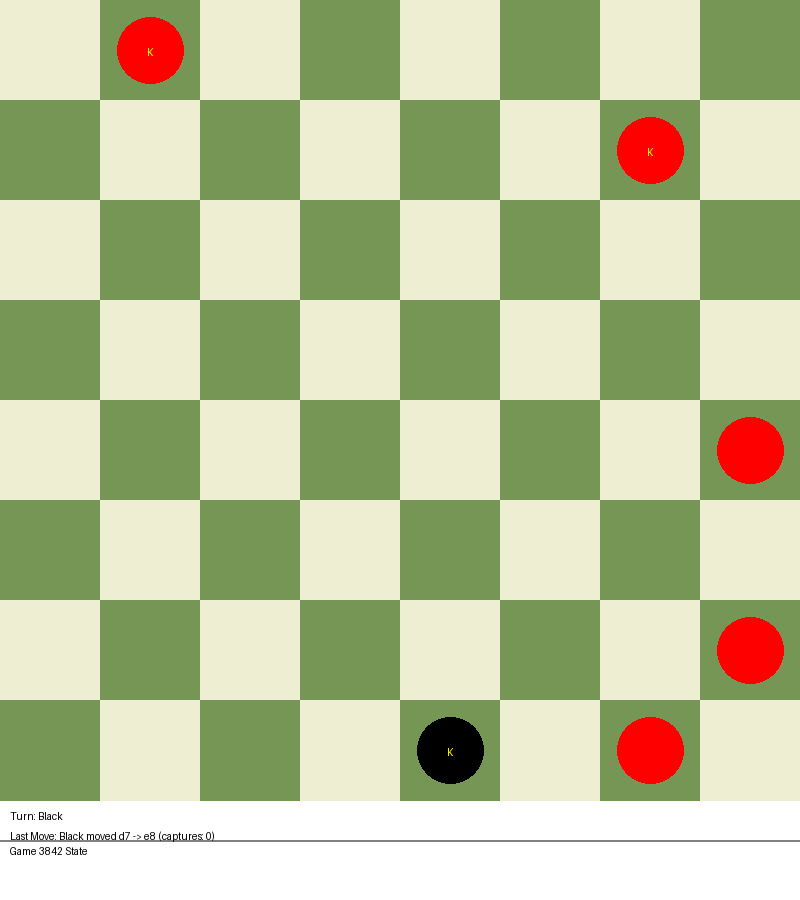 K
K
K
Turn: Black
Last Move: Black moved d7 -> e8 (captures: 0)
Game 3842 State